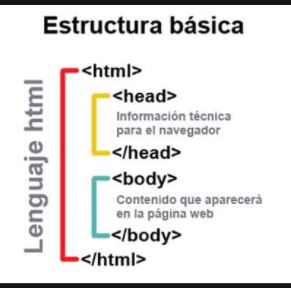 Estructura básica
Lenguaje html
<html>
<head>
Información técnica
para el navegador
</head>
<body>
Contenido que aparecerá
en la página web
</body>
</html>